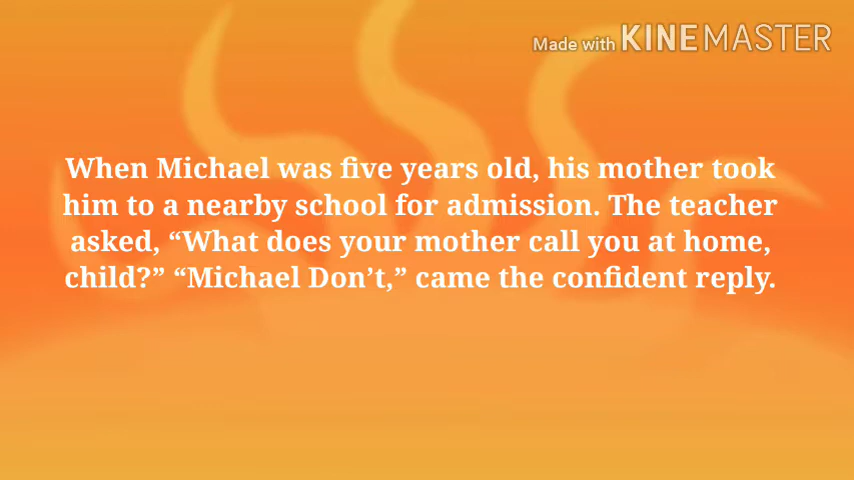 Made with KINEMASTER
When Michael was five years old, his mother took
him to a nearby school for admission. The teacher
asked, “What does your mother call you at home,
child?” “Michael Don’t,” came the confident reply.